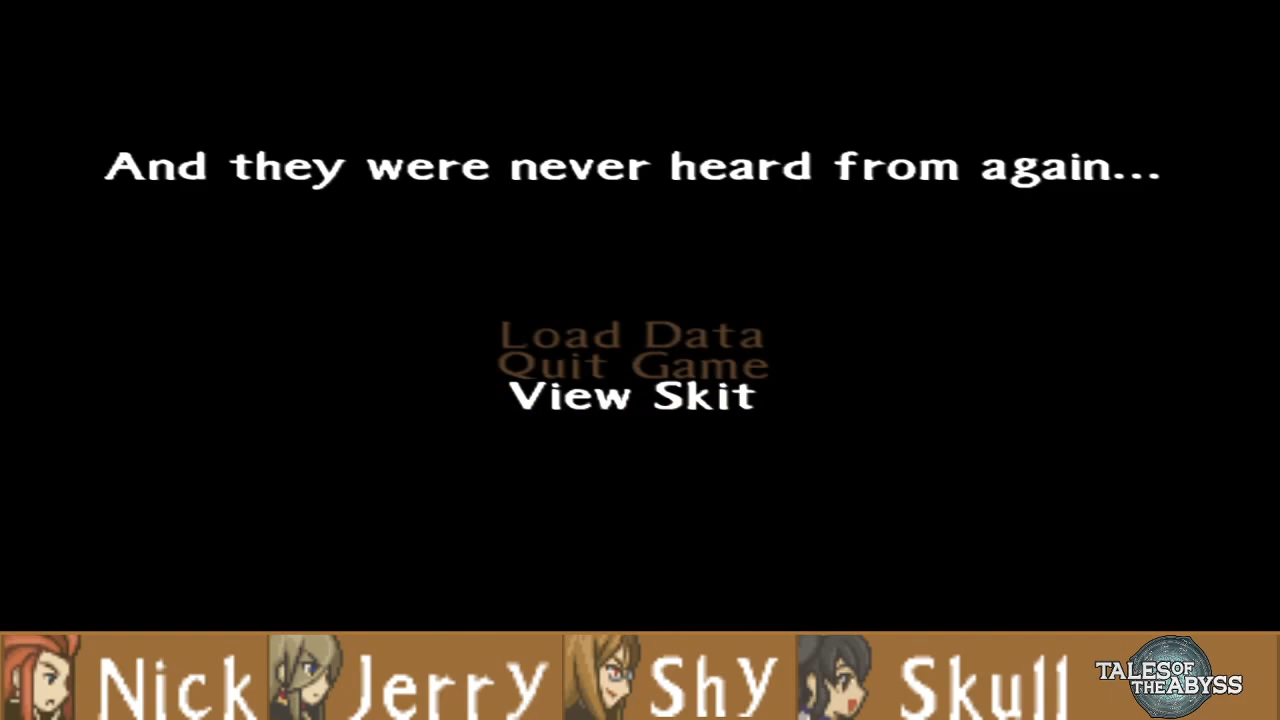 And they were never heard from again...
Load Data
Quit Game
View Skit
Nick Jerry Shy Skull
TALES OF
THE ABYSS